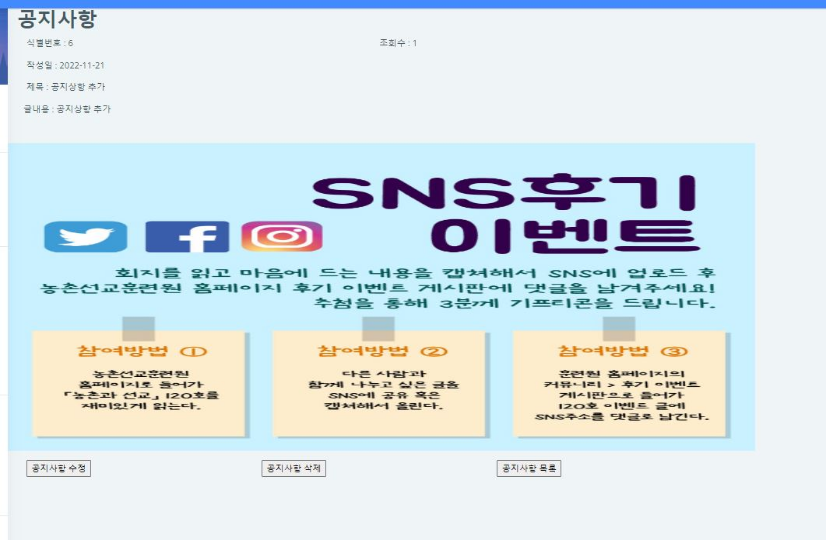 공지사항
식별번호 : 6 조회수 : 1
작성일 : 2022-11-21
제목 : 공지상항 추가
글내용 : 공지상항 추가
SNS후기
이벤트
회지를 읽고 마음에 드는 내용을 캡쳐해서 SNS에 업로드 후
농촌선교훈련원 홈페이지 후기 이벤트 게시판에 댓글을 남겨주세요!
추첨을 통해 3분께 기프티콘을 드립니다.
참여방법 ①
농촌선교훈련원
홈페이지로 들어가
「농촌과 선교」 120호를
재미있게 읽는다.
참여방법 ②
다른 사람과
함께 나누고 싶은 글을
SNS에 공유 혹은
캡쳐해서 올린다.
참여방법 ③
훈련원 홈페이지의
커뮤니티 > 후기 이벤트
게시판으로 들어가
120호 이벤트 글에
SNS주소를 댓글로 남긴다.
공지사항 수정 공지사항 삭제 공지사항 목록